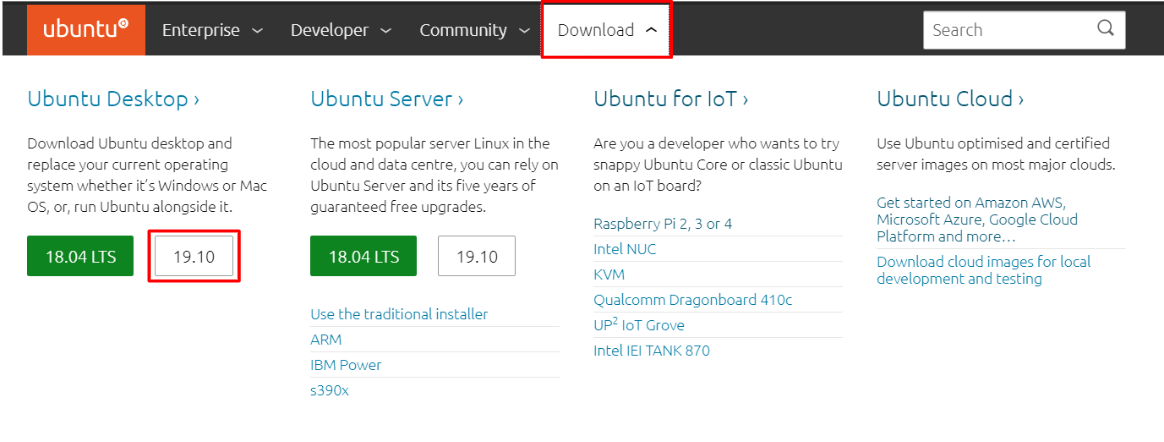 ubuntu® Enterprise Developer Community Download Search
Ubuntu Desktop ›
Download Ubuntu desktop and
replace your current operating
system whether it's Windows or Mac
OS, or, run Ubuntu alongside it.
18.04 LTS 19.10
Ubuntu Server ›
The most popular server Linux in the
cloud and data centre, you can rely on
Ubuntu Server and its five years of
guaranteed free upgrades.
18.04 LTS 19.10
Use the traditional installer
ARM
IBM Power
s390x
Ubuntu for IoT ›
Are you a developer who wants to try
snappy Ubuntu Core or classic Ubuntu
on an IoT board?
Raspberry Pi 2, 3 or 4
Intel NUC
KVM
Qualcomm Dragonboard 410c
UP² IoT Grove
Intel IEI TANK 870
Ubuntu Cloud ›
Use Ubuntu optimised and certified
server images on most major clouds.
Get started on Amazon AWS,
Microsoft Azure, Google Cloud
Platform and more…
Download cloud images for local
development and testing